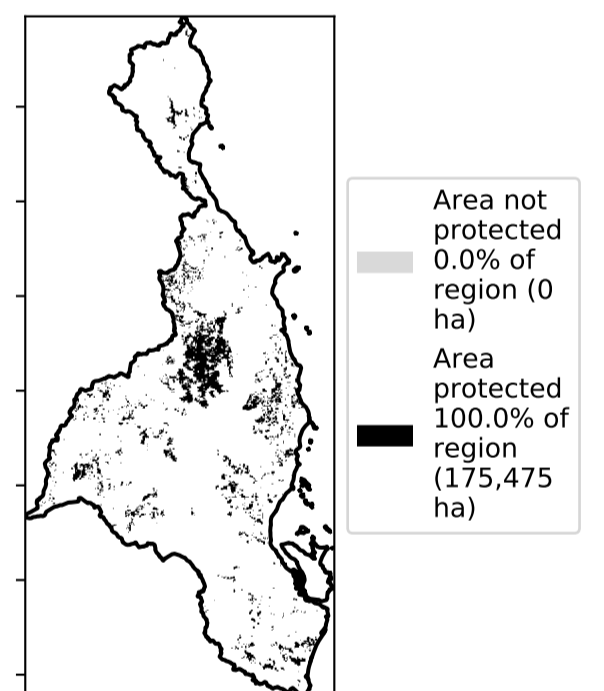 Area not
protected
0.0% of
region (0
ha)
Area
protected
100.0% of
region
(175,475
ha)